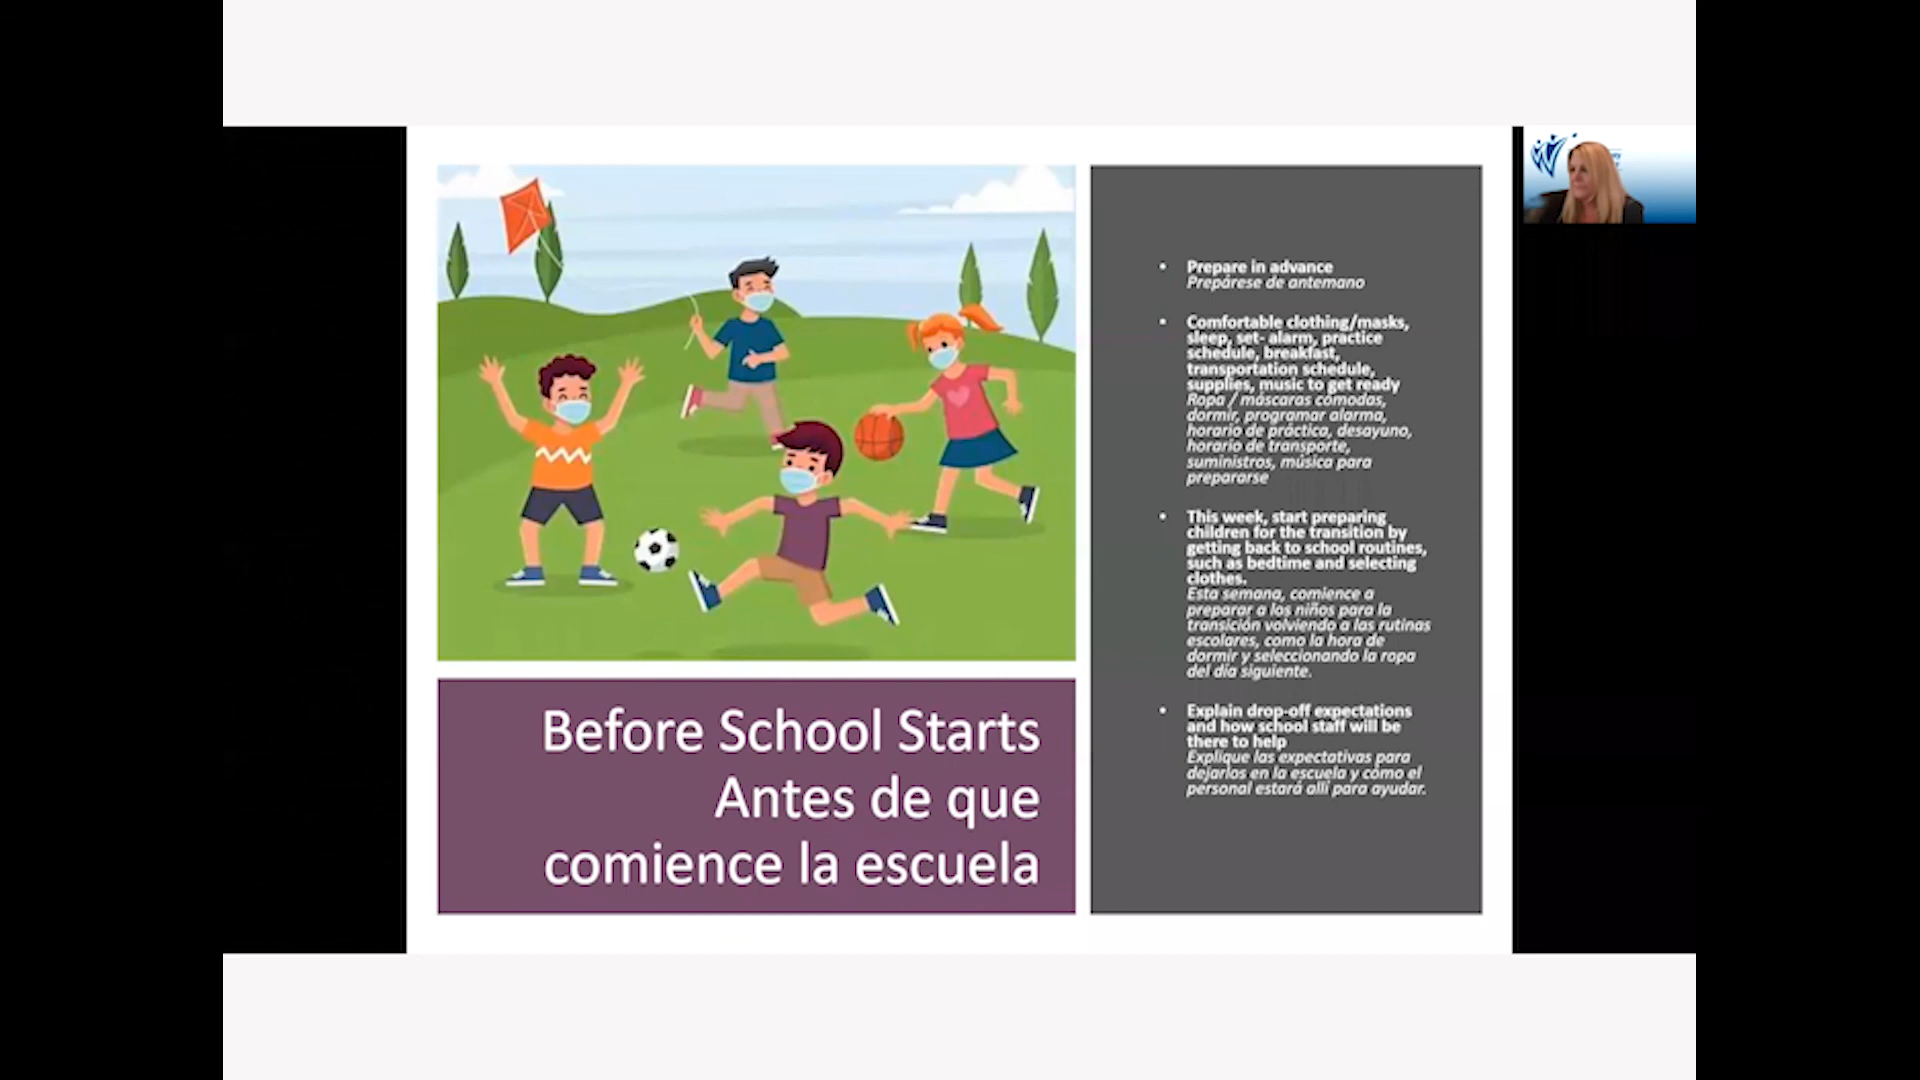 Before School Starts
Antes de que
comience la escuela
• Prepare in advance
Prepárese de antemano
• Comfortable clothing/masks,
sleep, set- alarm, practice
schedule, breakfast,
transportation schedule,
supplies, music to get ready
Ropa / máscaras cómodas,
dormir, programar alarma,
horario de práctica, desayuno,
horario de transporte,
suministros, música para
prepararse
• This week, start preparing
children for the transition by
getting back to school routines,
such as bedtime and selecting
clothes.
Esta semana, comience a
preparar a los niños para la
transición volviendo a las rutinas
escolares, como la hora de
dormir y seleccionando la ropa
del día siguiente.
• Explain drop-off expectations
and how school staff will be
there to help
Explique las expectativas para
dejarlos en la escuela y cómo el
personal estará allí para ayudar.